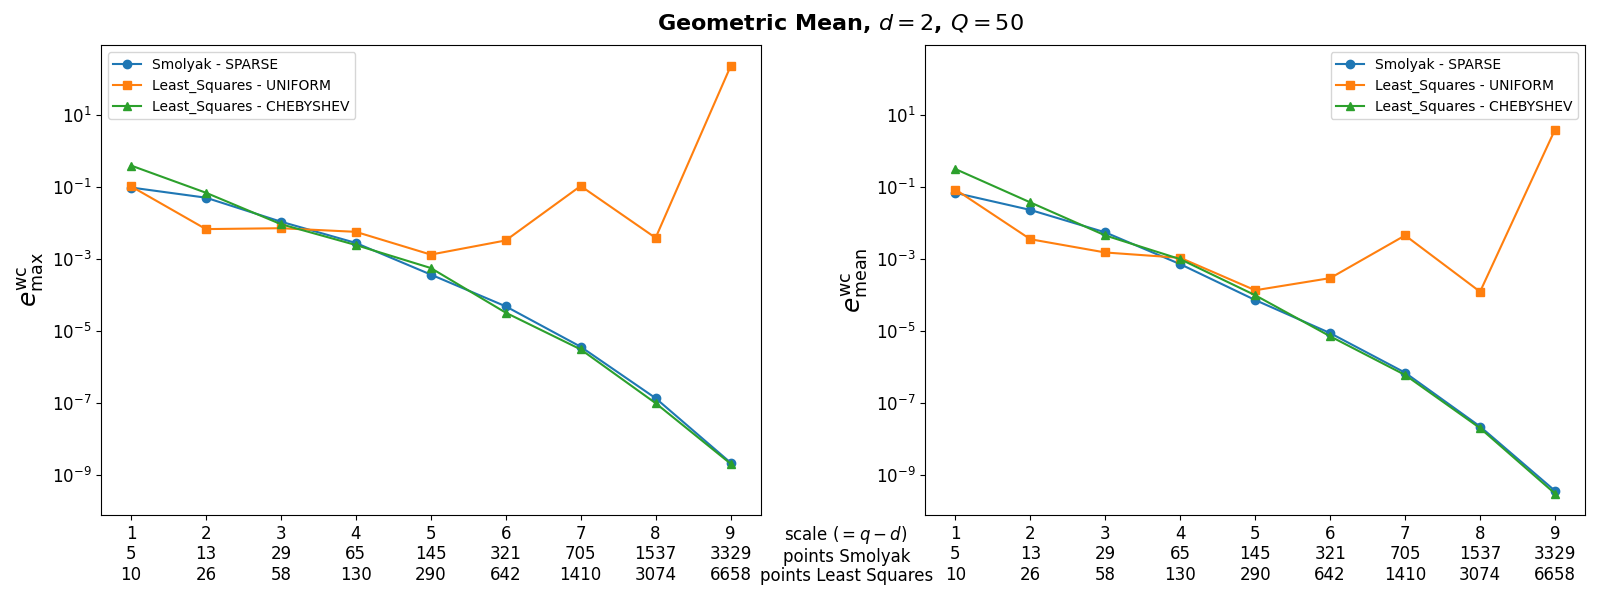 Geometric Mean, d = 2, Q = 50
Smolyak - SPARSE
Least_Squares - UNIFORM
Least_Squares - CHEBYSHEV
10^1
10^-1
10^-3
10^-5
10^-7
10^-9
e^wc_max
1 2 3 4 5 6 7 8 9
5 13 29 65 145 321 705 1537 3329
10 26 58 130 290 642 1410 3074 6658
scale (= q − d)
points Smolyak
points Least Squares
Smolyak - SPARSE
Least_Squares - UNIFORM
Least_Squares - CHEBYSHEV
10^1
10^-1
10^-3
10^-5
10^-7
10^-9
e^wc_mean
1 2 3 4 5 6 7 8 9
5 13 29 65 145 321 705 1537 3329
10 26 58 130 290 642 1410 3074 6658